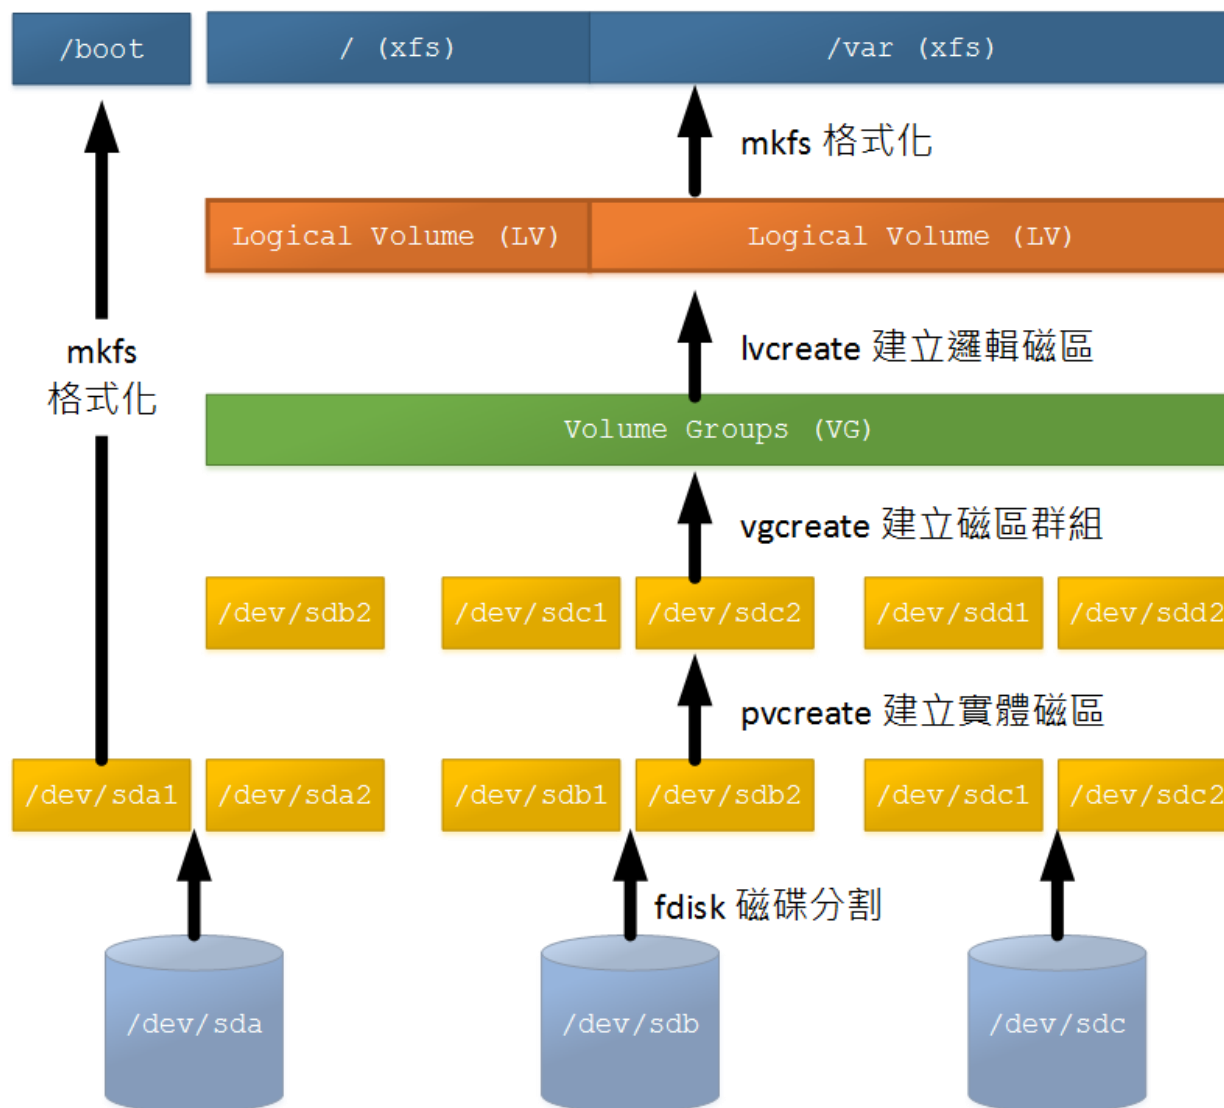 /boot
/ (xfs)
/var (xfs)
mkfs 格式化
Logical Volume (LV)
Logical Volume (LV)
mkfs
格式化
lvcreate 建立邏輯磁區
Volume Groups (VG)
vgcreate 建立磁區群組
/dev/sdb2
/dev/sdc1
/dev/sdc2
/dev/sdd1
/dev/sdd2
pvcreate 建立實體磁區
/dev/sda1
/dev/sda2
/dev/sdb1
/dev/sdb2
/dev/sdc1
/dev/sdc2
fdisk 磁碟分割
/dev/sda
/dev/sdb
/dev/sdc